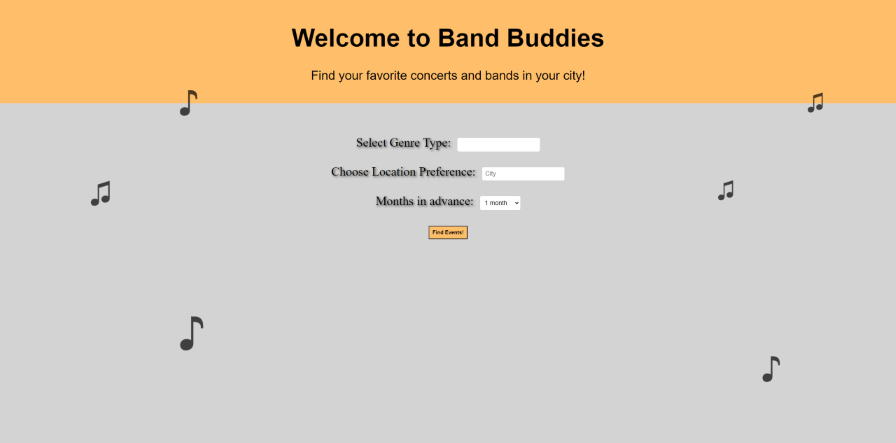 Welcome to Band Buddies
Find your favorite concerts and bands in your city!
Select Genre Type:
Choose Location Preference: City
Months in advance: 1 month
Find Events!